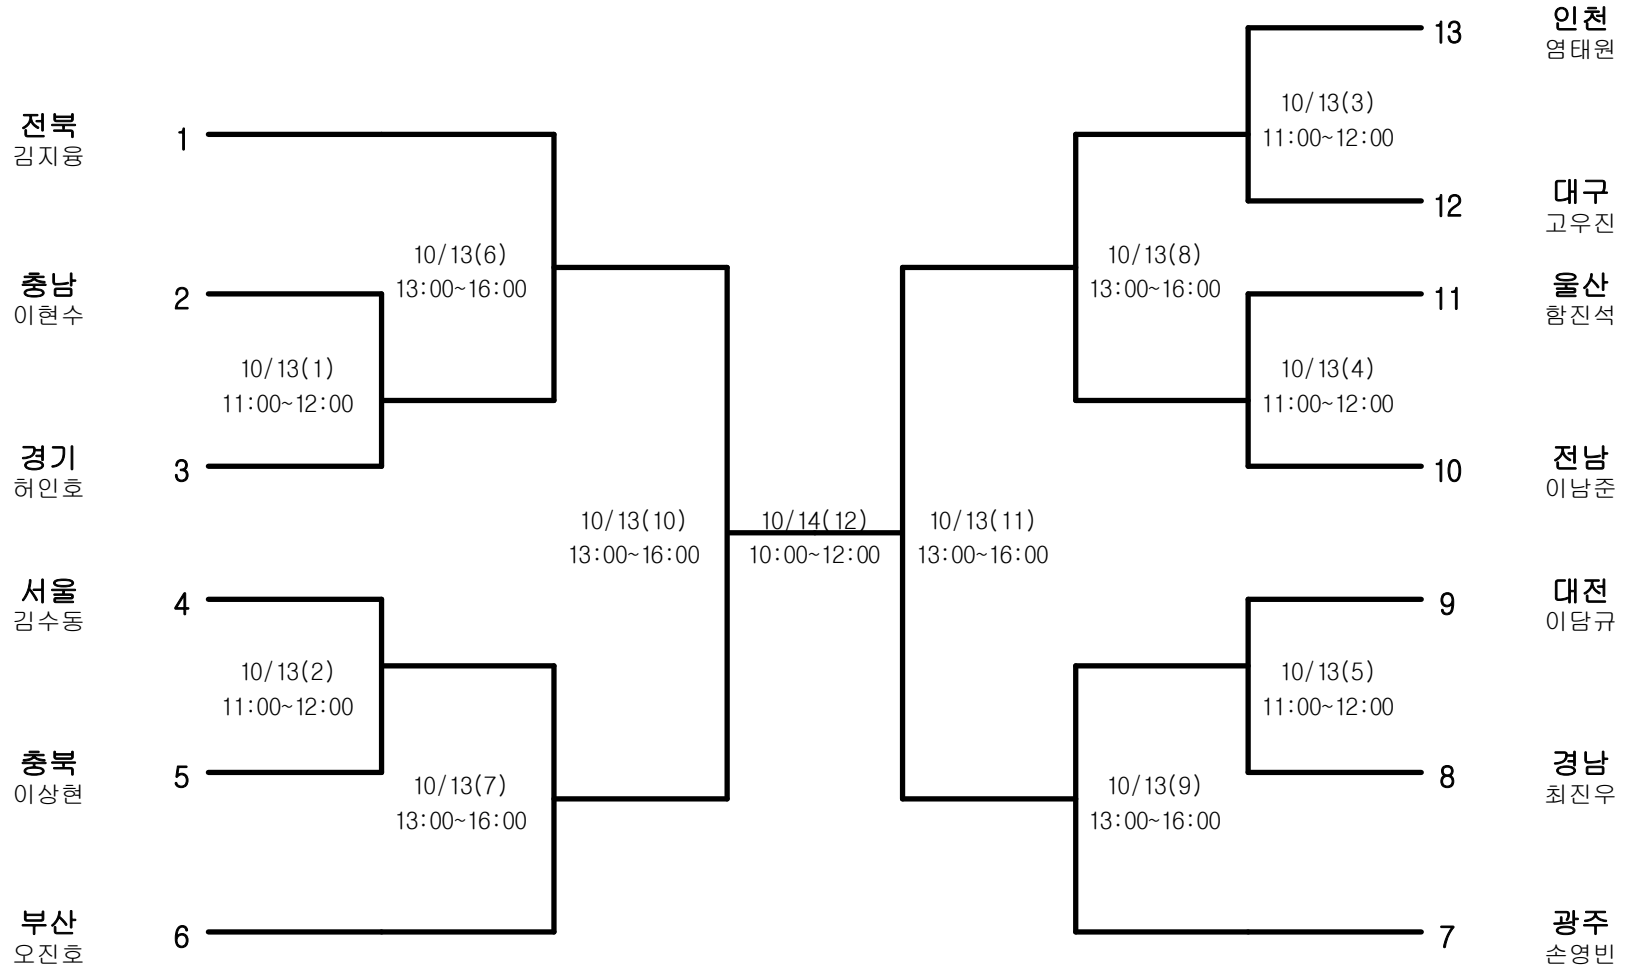 전북
김지융
1
충남
이현수
2
10/13(6)
13:00~16:00
10/13(1)
11:00~12:00
경기
허인호
3
서울
김수동
4
10/13(2)
11:00~12:00
충북
이상현
5
10/13(7)
13:00~16:00
부산
오진호
6
10/13(10)
13:00~16:00
10/14(12)
10:00~12:00
10/13(11)
13:00~16:00
13
인천
염태원
10/13(3)
11:00~12:00
12
대구
고우진
10/13(8)
13:00~16:00
11
울산
함진석
10/13(4)
11:00~12:00
10
전남
이남준
9
대전
이담규
10/13(5)
11:00~12:00
8
경남
최진우
10/13(9)
13:00~16:00
7
광주
손영빈